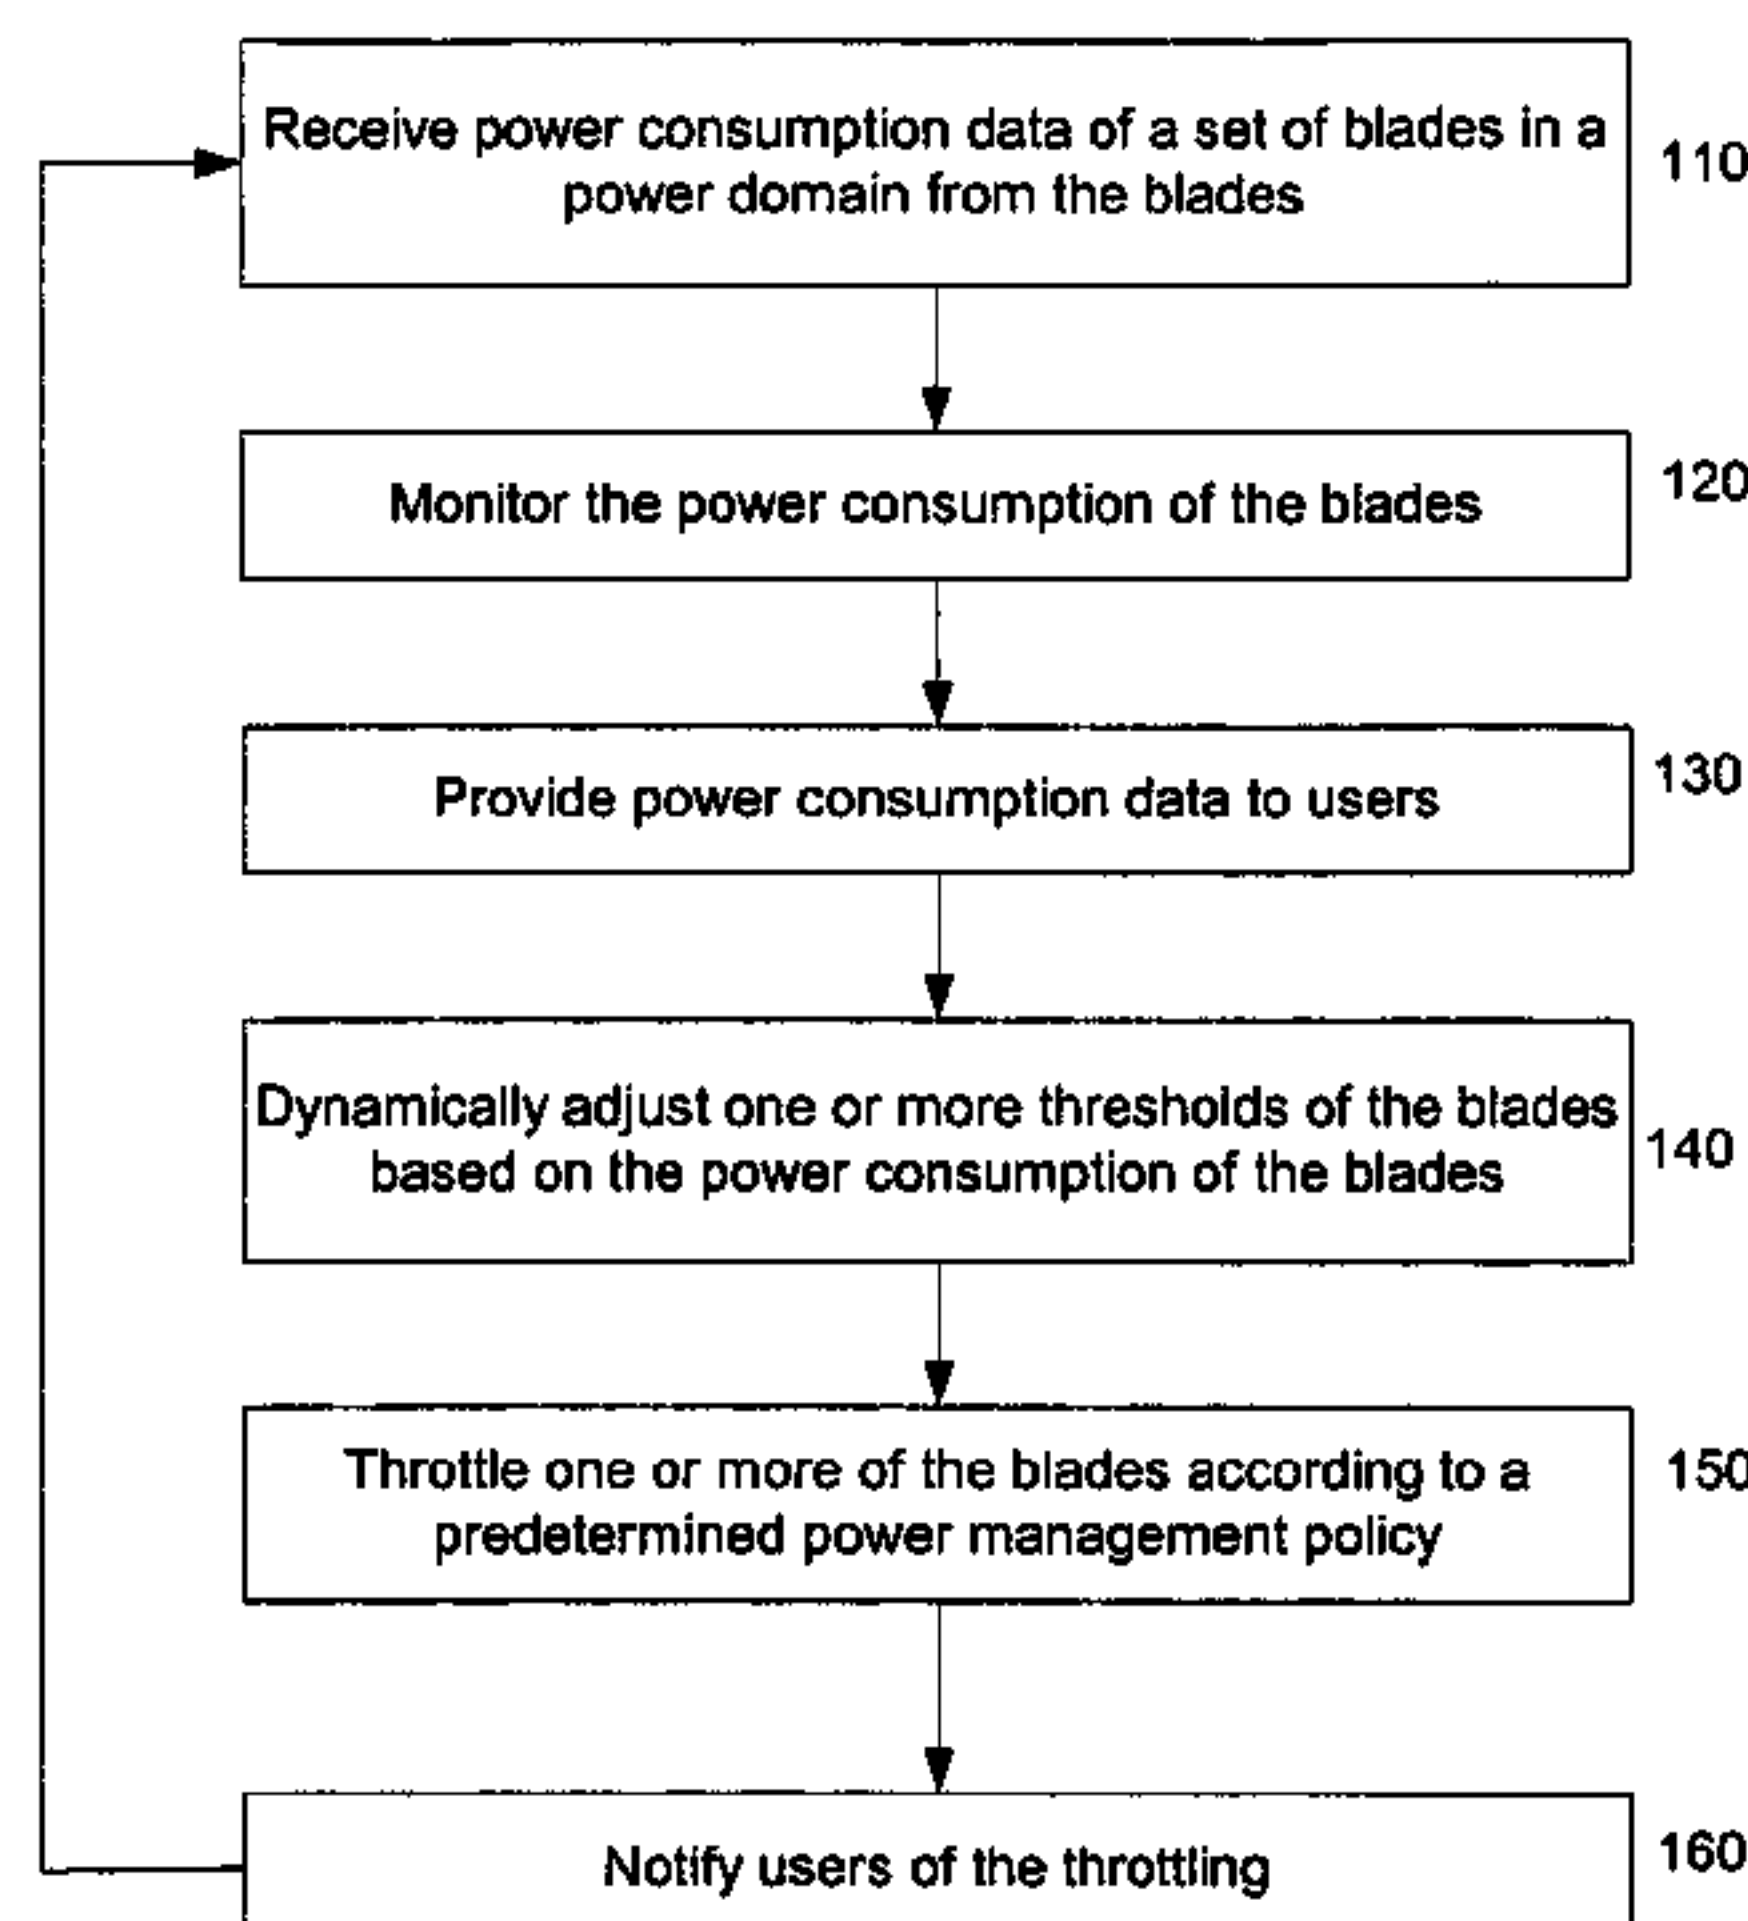 Receive power consumption data of a set of blades in a
power domain from the blades
110
Monitor the power consumption of the blades
120
Provide power consumption data to users
130
Dynamically adjust one or more thresholds of the blades
based on the power consumption of the blades
140
Throttle one or more of the blades according to a
predetermined power management policy
150
Notify users of the throttling
160